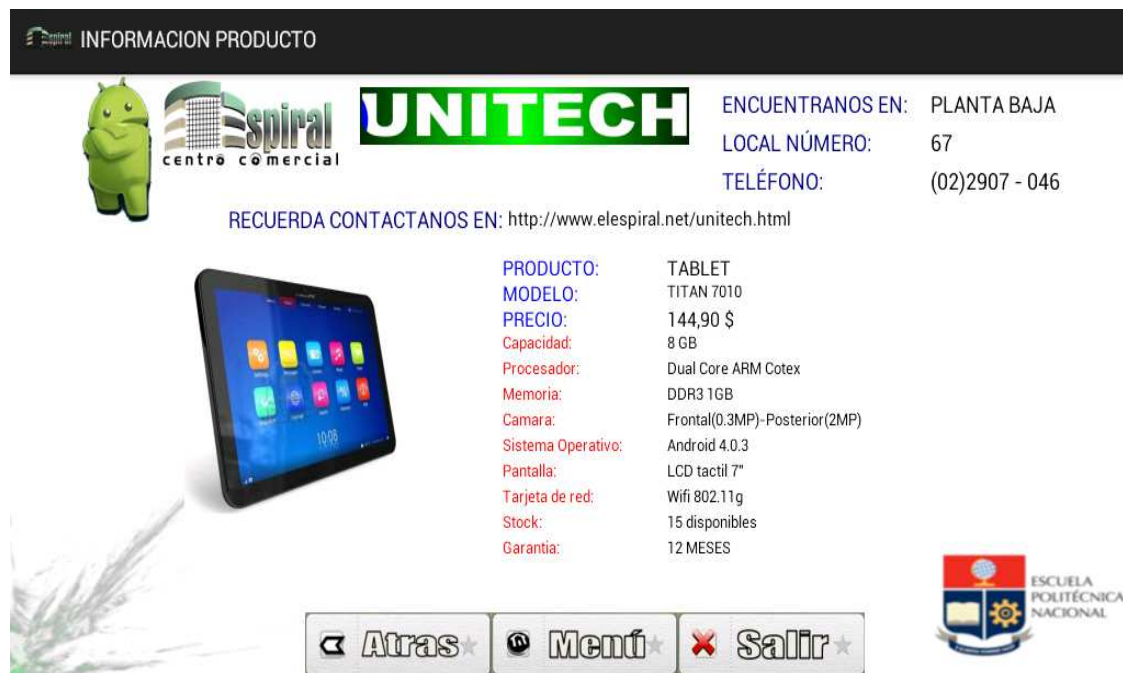 Espiral INFORMACION PRODUCTO
Espiral
centro comercial
UNITECH
ENCUENTRANOS EN: PLANTA BAJA
LOCAL NÚMERO: 67
TELÉFONO: (02)2907 - 046
RECUERDA CONTACTANOS EN: http://www.elespiral.net/unitech.html
PRODUCTO: TABLET
MODELO: TITAN 7010
PRECIO: 144,90 $
Capacidad: 8 GB
Procesador: Dual Core ARM Cotex
Memoria: DDR3 1GB
Camara: Frontal(0.3MP)-Posterior(2MP)
Sistema Operativo: Android 4.0.3
Pantalla: LCD tactil 7"
Tarjeta de red: Wifi 802.11g
Stock: 15 disponibles
Garantia: 12 MESES
10:08
ESCUELA
POLITÉCNICA
NACIONAL
Atras Menú Salir